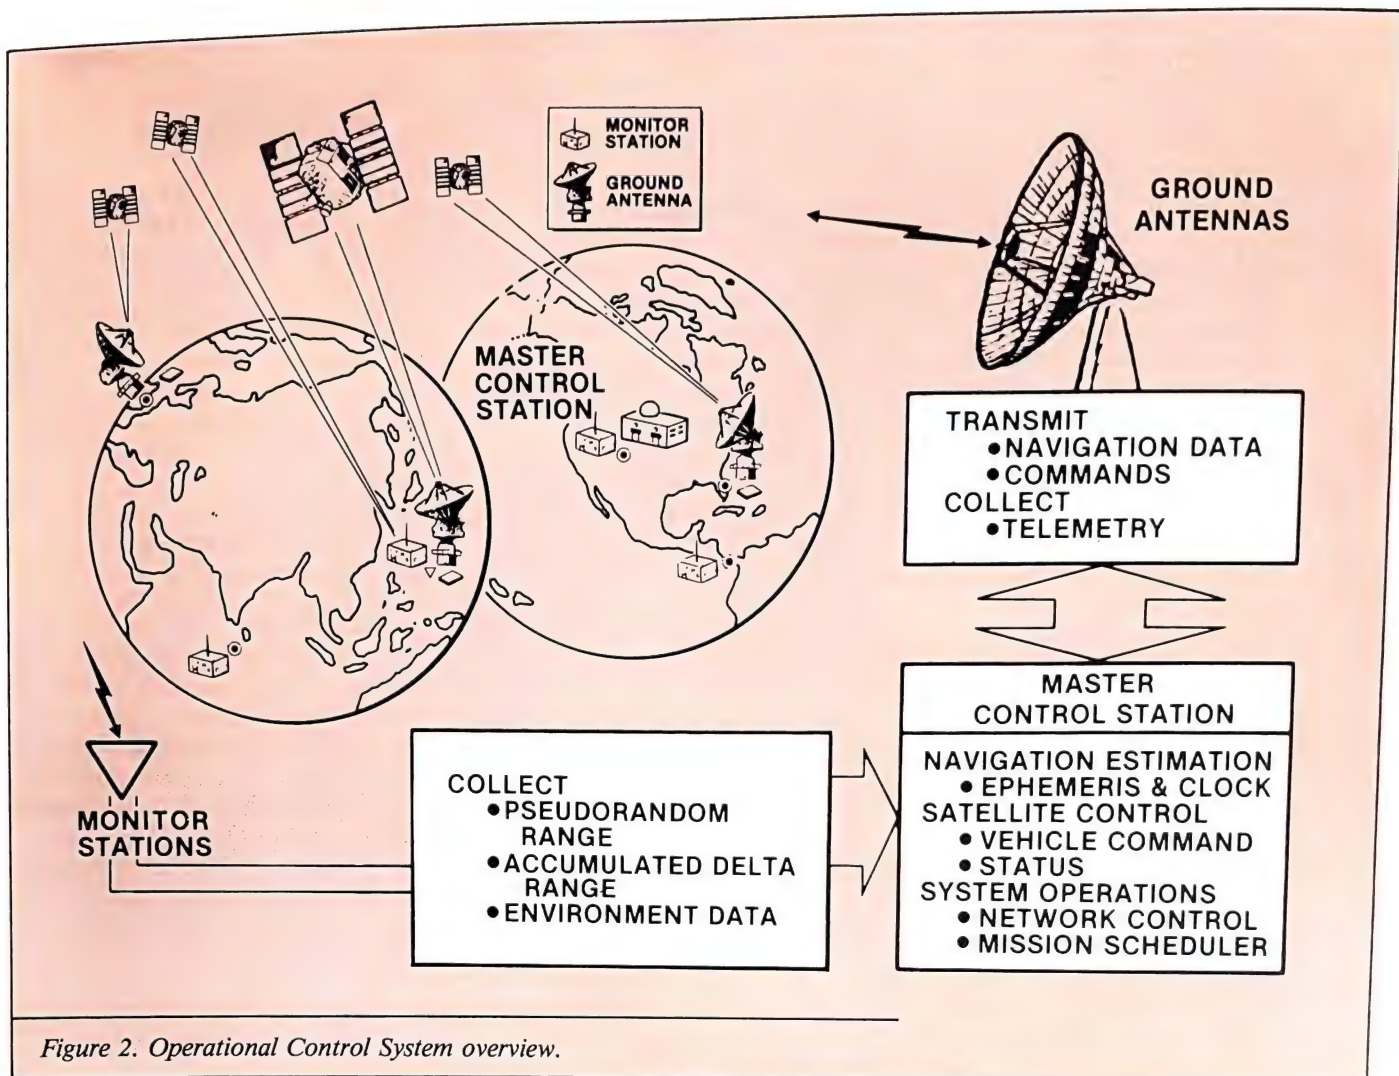 MONITOR
STATION
GROUND
ANTENNA
MASTER
CONTROL
STATION
GROUND
ANTENNAS
TRANSMIT
•NAVIGATION DATA
•COMMANDS
COLLECT
•TELEMETRY
MONITOR
STATIONS
COLLECT
•PSEUDORANDOM
RANGE
•ACCUMULATED DELTA
RANGE
•ENVIRONMENT DATA
MASTER
CONTROL STATION
NAVIGATION ESTIMATION
•EPHEMERIS & CLOCK
SATELLITE CONTROL
•VEHICLE COMMAND
•STATUS
SYSTEM OPERATIONS
•NETWORK CONTROL
•MISSION SCHEDULER
Figure 2. Operational Control System overview.